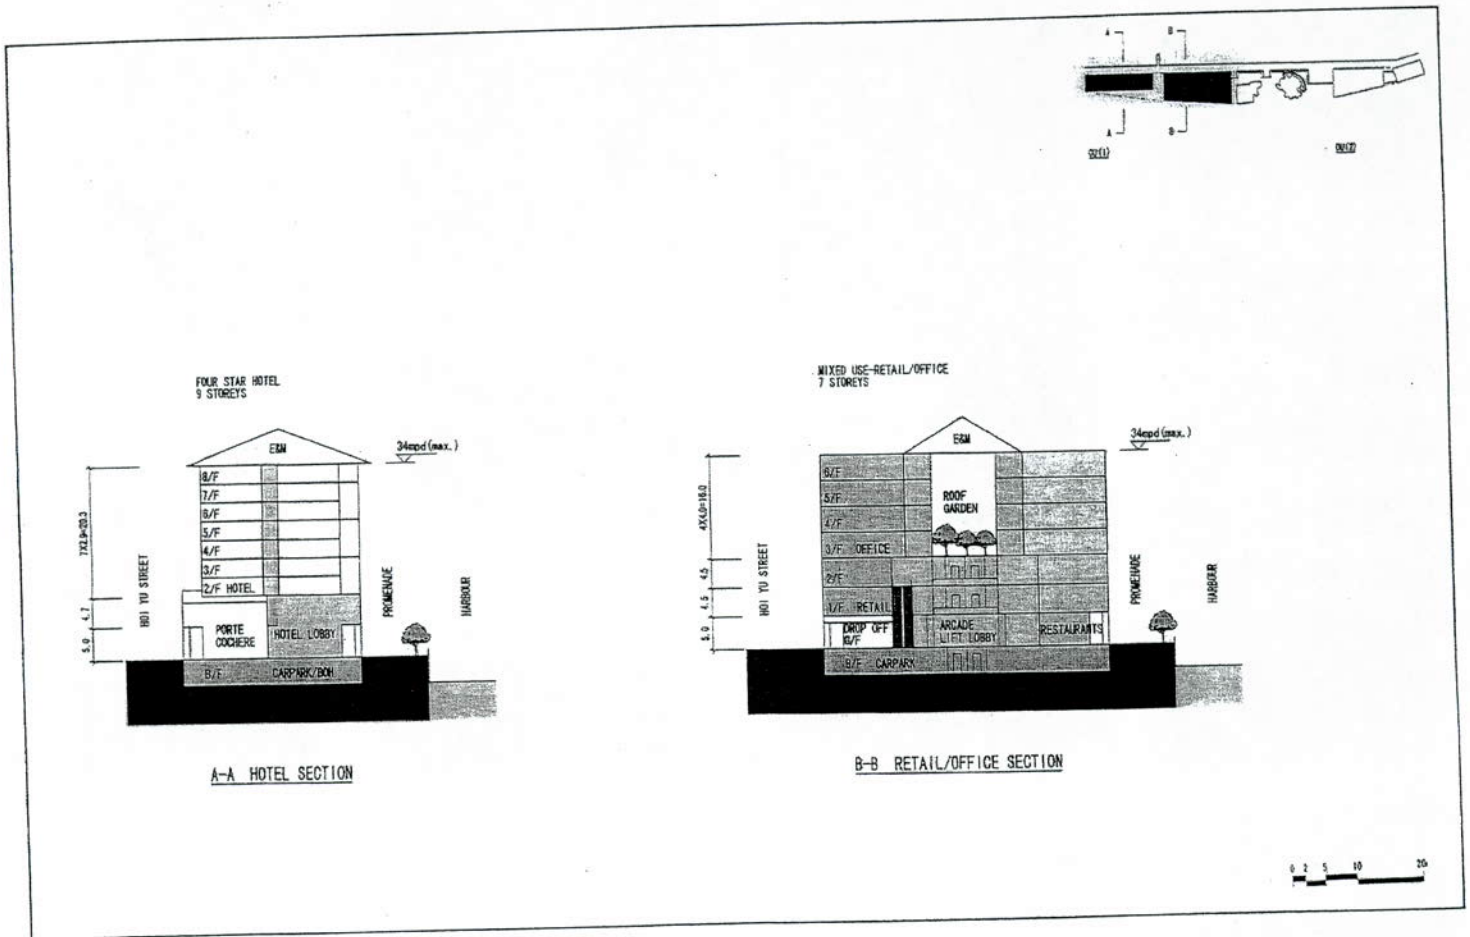 A
B
A
B
OU(1)
OU(2)
FOUR STAR HOTEL
9 STOREYS
E&M
34mpd(max.)
8/F
7/F
6/F
5/F
4/F
3/F
2/F HOTEL
PORTE
COCHERE
HOTEL LOBBY
B/F CARPARK/BOH
7X2.9=20.3
4.7
5.0
HOI YU STREET
PROMENADE
HARBOUR
A-A HOTEL SECTION
MIXED USE-RETAIL/OFFICE
7 STOREYS
E&M
34mpd(max.)
6/F
5/F
4/F
3/F OFFICE
2/F
1/F RETAIL
ROOF
GARDEN
DROP OFF
G/F
ARCADE
LIFT LOBBY
RESTAURANTS
B/F CARPARK
4X4.0=16.0
4.5
4.5
5.0
HOI YU STREET
PROMENADE
HARBOUR
B-B RETAIL/OFFICE SECTION
0 2 5 10 20